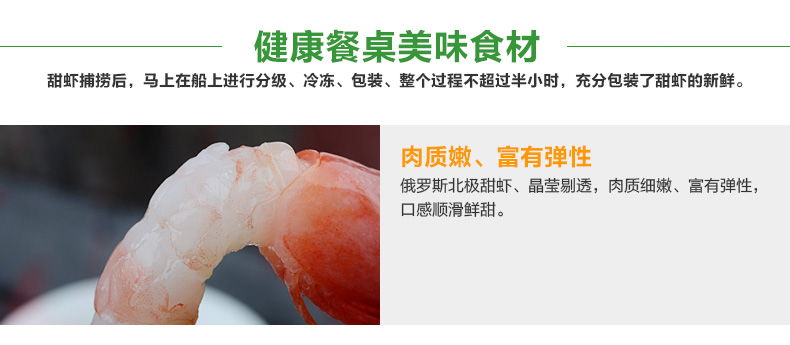 健康餐桌美味食材
甜虾捕捞后，马上在船上进行分级、冷冻、包装、整个过程不超过半小时，充分包装了甜虾的新鲜。
肉质嫩、富有弹性
俄罗斯北极甜虾、晶莹剔透，肉质细嫩、富有弹性，
口感顺滑鲜甜。